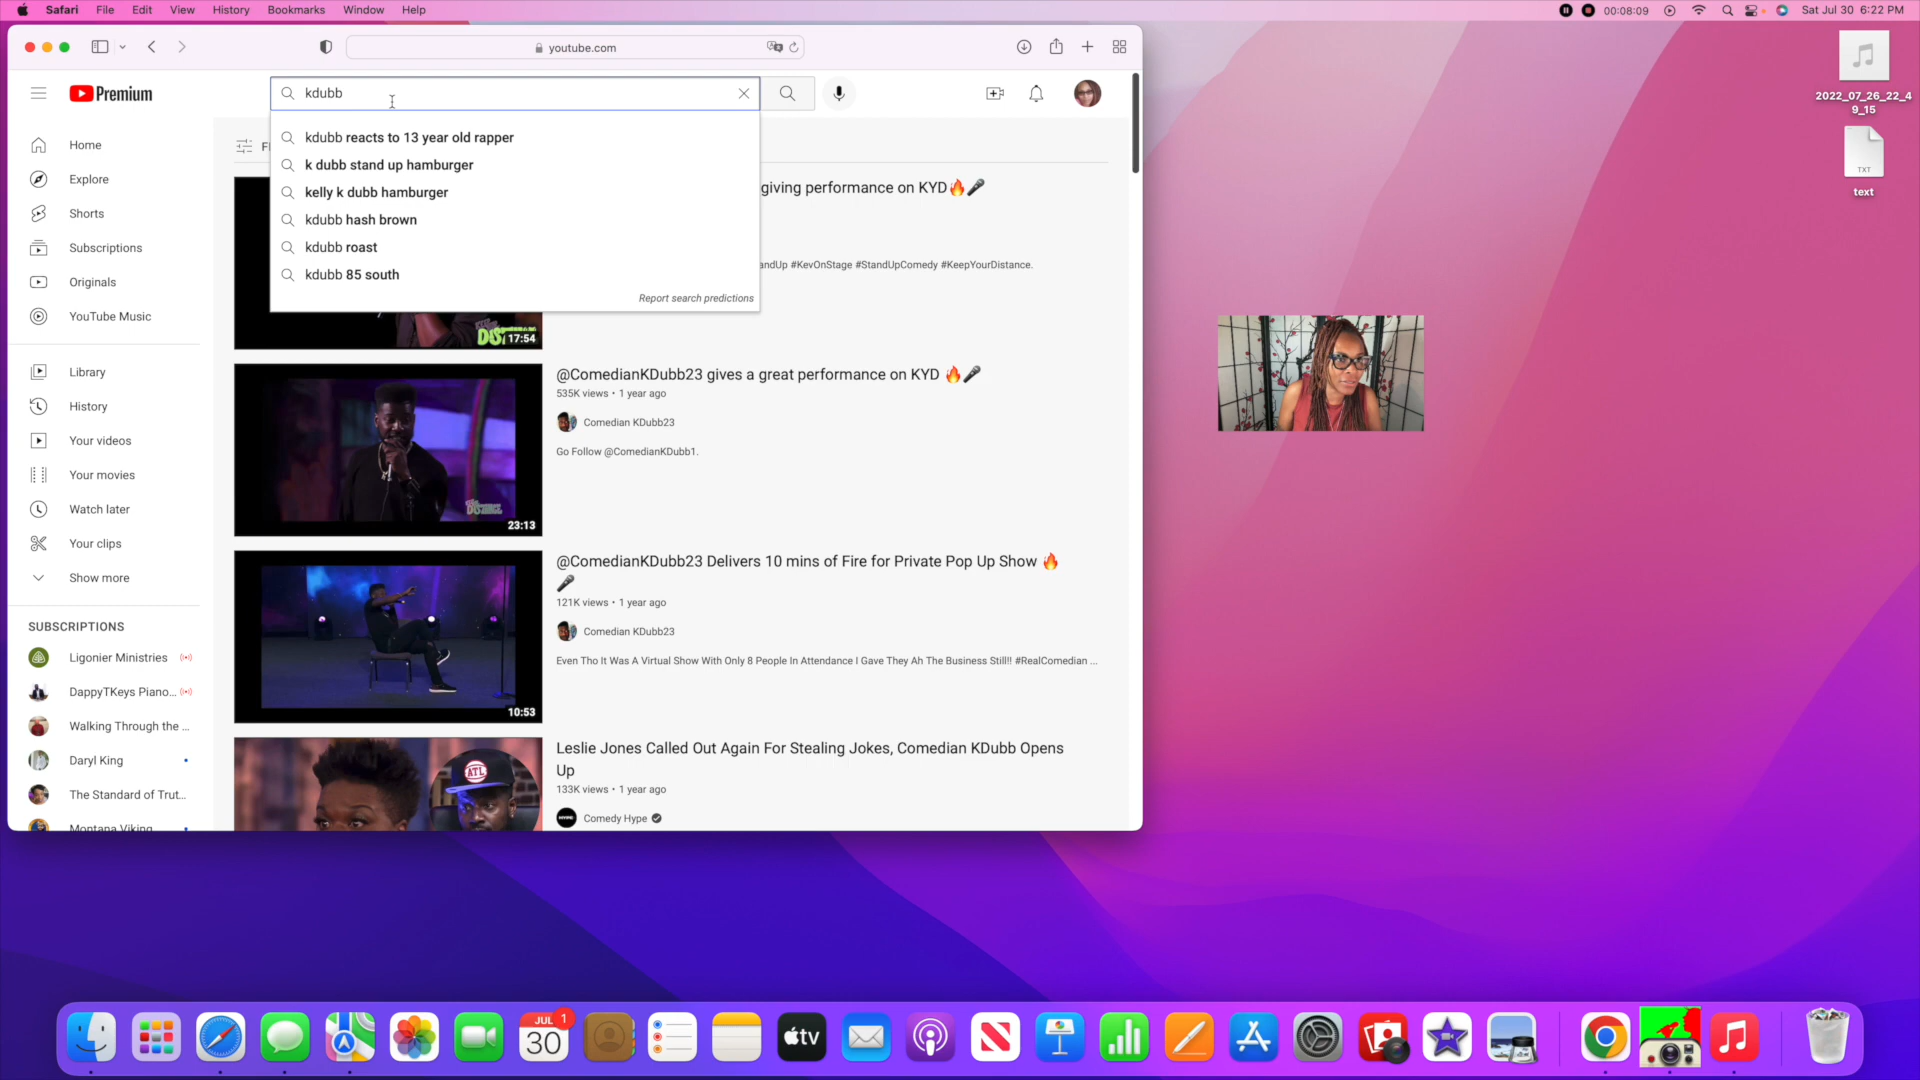 Safari File Edit View History Bookmarks Window Help
00:08:09
Sat Jul 30 6:22 PM
youtube.com
Premium
kdubb
kdubb reacts to 13 year old rapper
k dubb stand up hamburger
kelly k dubb hamburger
kdubb hash brown
kdubb roast
kdubb 85 south
Report search predictions
Home
Explore
Shorts
Subscriptions
Originals
YouTube Music
Library
History
Your videos
Your movies
Watch later
Your clips
Show more
SUBSCRIPTIONS
Ligonier Ministries
DappyTKeys Piano...
Walking Through the ...
Daryl King
The Standard of Trut...
Montana Viking
giving performance on KYD🔥🎤
#KevOnStage #StandUpComedy #KeepYourDistance.
17:54
@ComedianKDubb23 gives a great performance on KYD 🔥🎤
535K views • 1 year ago
Comedian KDubb23
Go Follow @ComedianKDubb1.
23:13
@ComedianKDubb23 Delivers 10 mins of Fire for Private Pop Up Show 🔥
🎤
121K views • 1 year ago
Comedian KDubb23
Even Tho It Was A Virtual Show With Only 8 People In Attendance I Gave They Ah The Business Still!! #RealComedian ...
10:53
Leslie Jones Called Out Again For Stealing Jokes, Comedian KDubb Opens
Up
133K views • 1 year ago
Comedy Hype
ATL
2022_07_26_22_4
9_15
TXT
text
JUL
1
30
tv